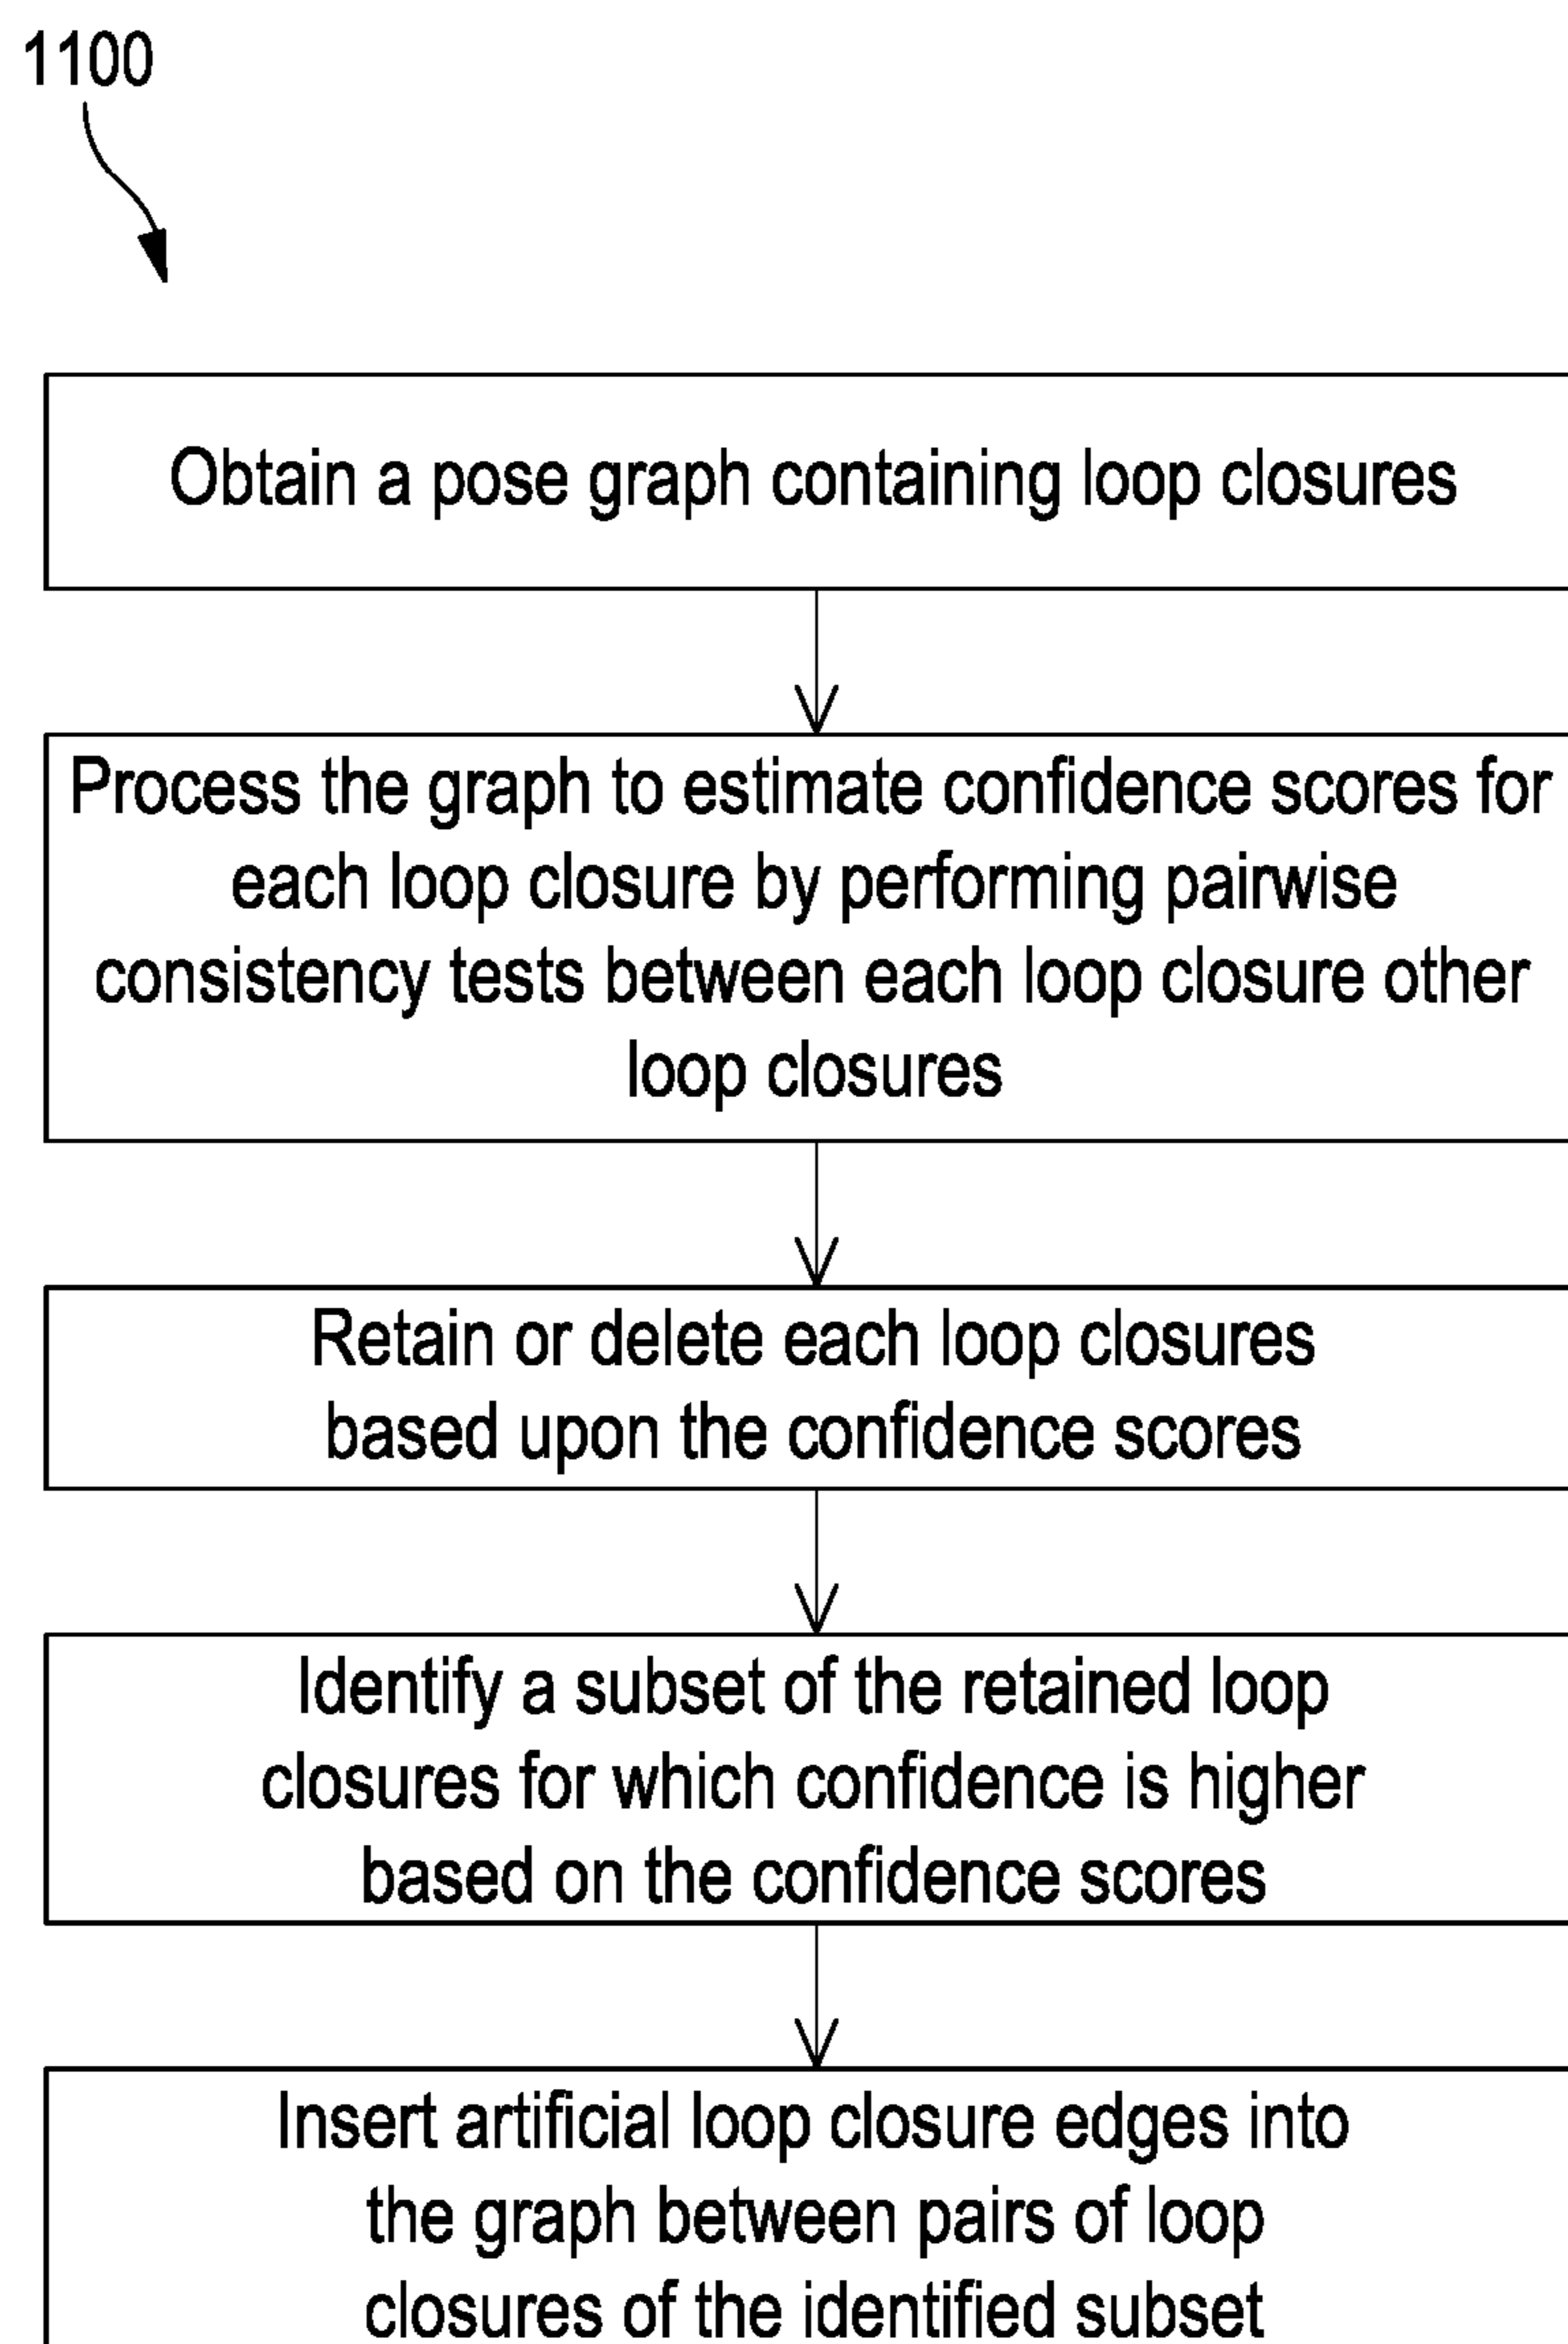 1100
Obtain a pose graph containing loop closures
Process the graph to estimate confidence scores for
each loop closure by performing pairwise
consistency tests between each loop closure other
loop closures
Retain or delete each loop closures
based upon the confidence scores
Identify a subset of the retained loop
closures for which confidence is higher
based on the confidence scores
Insert artificial loop closure edges into
the graph between pairs of loop
closures of the identified subset